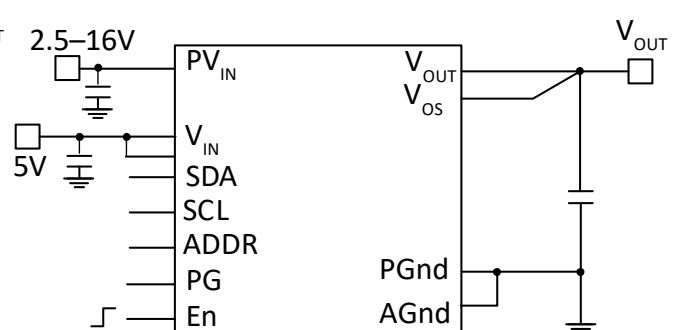 2.5–16V
PVIN
5V
VIN
SDA
SCL
ADDR
PG
En
VOUT
VOS
PGnd
AGnd
VOUT